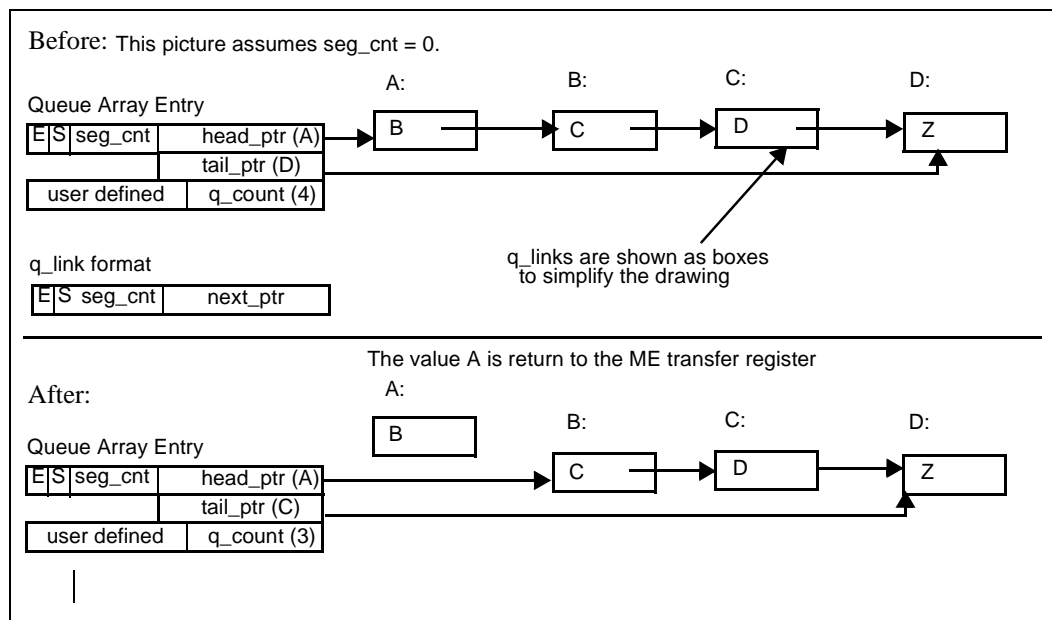 Before: This picture assumes seg_cnt = 0.
A: B: C: D:
Queue Array Entry
E S seg_cnt head_ptr (A) B C D Z
tail_ptr (D)
user defined q_count (4)
q_links are shown as boxes
to simplify the drawing
q_link format
E S seg_cnt next_ptr
The value A is return to the ME transfer register
After:
A: B: C: D:
B
Queue Array Entry
E S seg_cnt head_ptr (A) C D Z
tail_ptr (C)
user defined q_count (3)